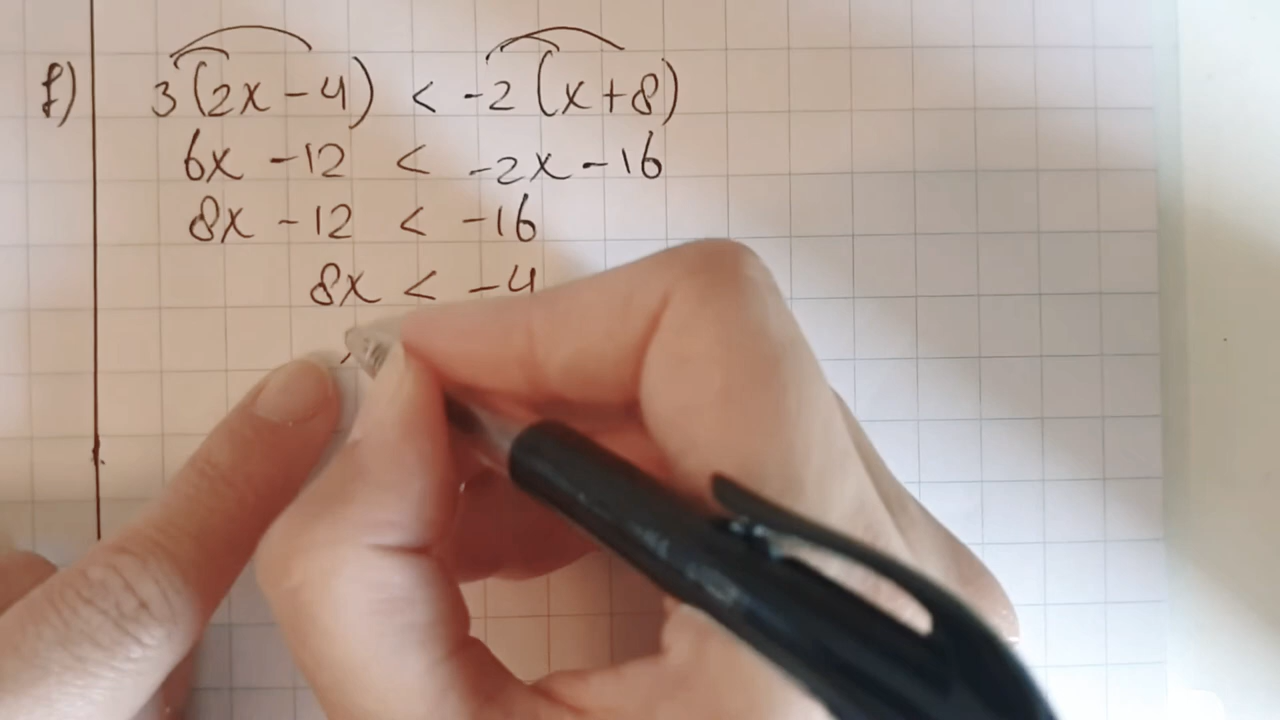 f) 3(2x - 4) < -2(x + 8)
6x - 12 < -2x - 16
8x - 12 < -16
8x < -4